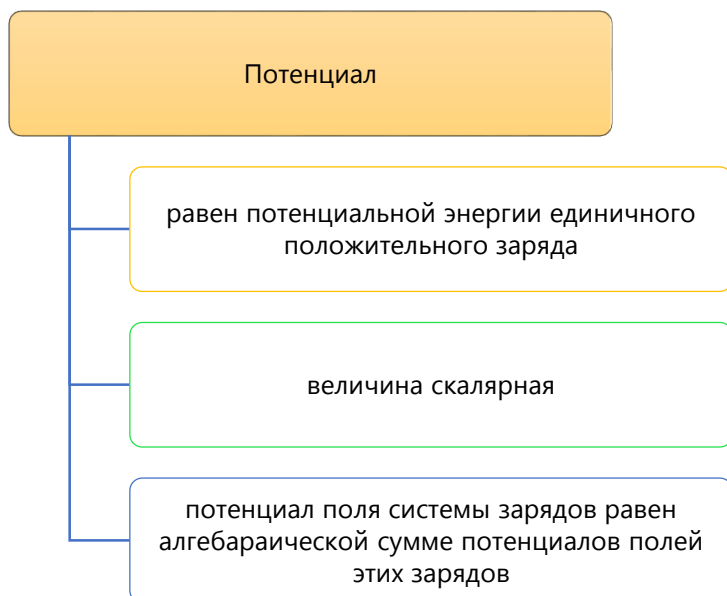 Потенциал
равен потенциальной энергии единичного
положительного заряда
величина скалярная
потенциал поля системы зарядов равен
алгебараической сумме потенциалов полей
этих зарядов